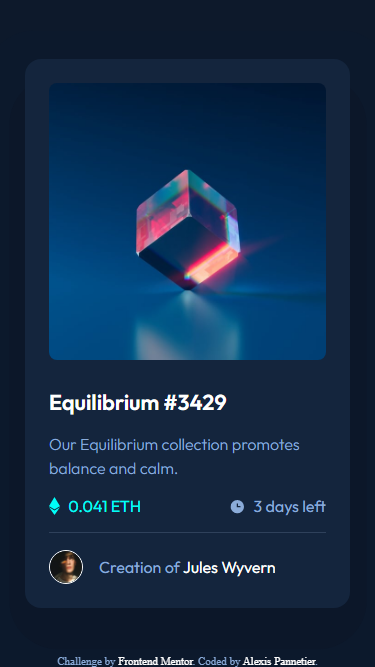 Equilibrium #3429
Our Equilibrium collection promotes
balance and calm.
0.041 ETH
3 days left
Creation of Jules Wyvern
Challenge by Frontend Mentor. Coded by Alexis Pannetier.